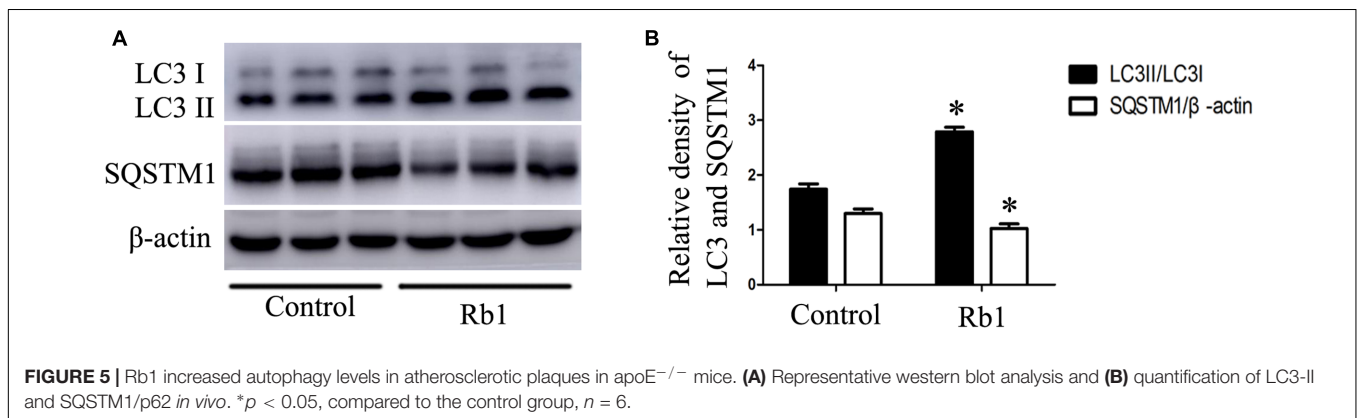 A
LC3 I
LC3 II
SQSTM1
β-actin
Control
Rb1
B
Relative density of
LC3 and SQSTM1
4
3
2
1
0
*
*
Control
Rb1
LC3II/LC3I
SQSTM1/β -actin
FIGURE 5 | Rb1 increased autophagy levels in atherosclerotic plaques in apoE−/− mice. (A) Representative western blot analysis and (B) quantification of LC3-II
and SQSTM1/p62 in vivo. *p < 0.05, compared to the control group, n = 6.